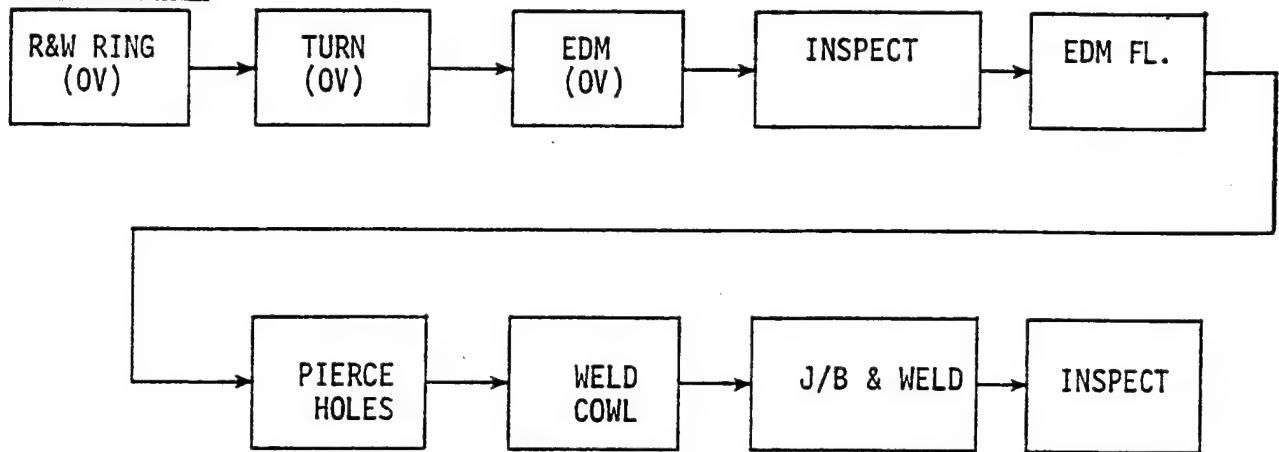 R&W RING
(OV)
TURN
(OV)
EDM
(OV)
INSPECT
EDM FL.
PIERCE
HOLES
WELD
COWL
J/B & WELD
INSPECT